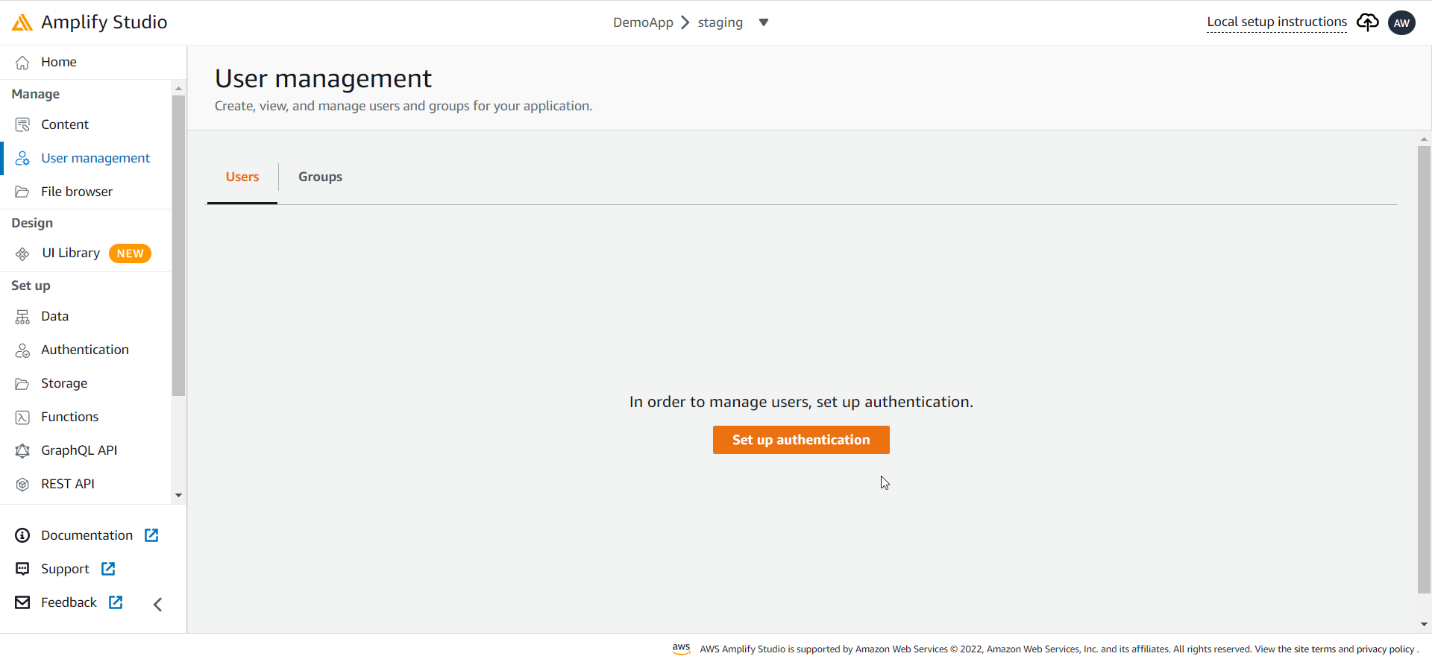 Amplify Studio
DemoApp > staging
Local setup instructions
AW
Home
Manage
Content
User management
File browser
Design
UI Library NEW
Set up
Data
Authentication
Storage
Functions
GraphQL API
REST API
Documentation
Support
Feedback
User management
Create, view, and manage users and groups for your application.
Users
Groups
In order to manage users, set up authentication.
Set up authentication
aws AWS Amplify Studio is supported by Amazon Web Services © 2022, Amazon Web Services, Inc. and its affiliates. All rights reserved. View the site terms and privacy policy .